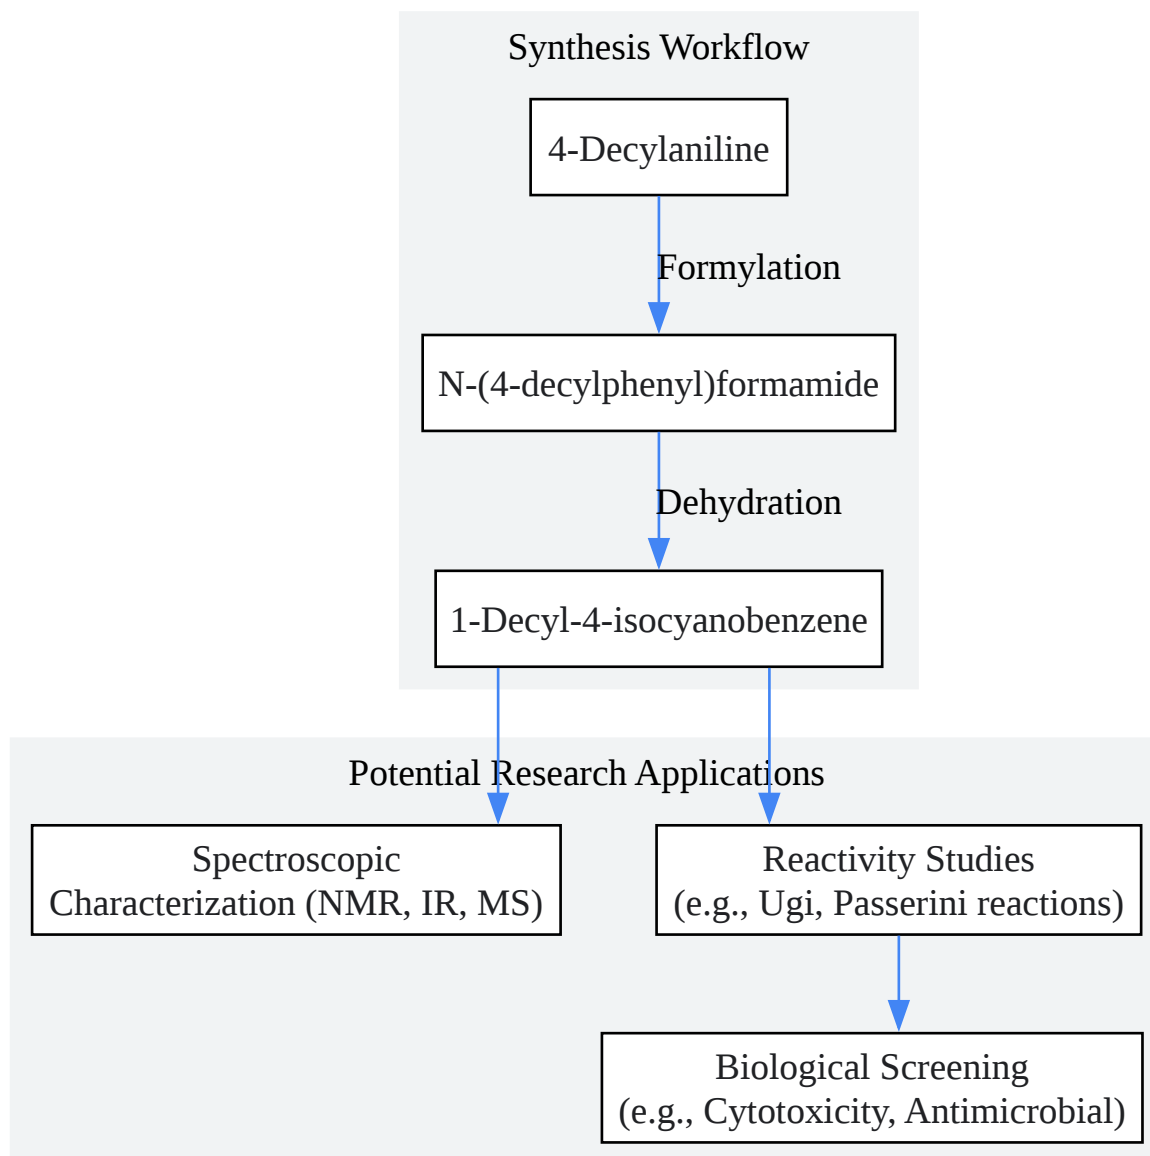 Synthesis Workflow
4-Decylaniline
Formylation
N-(4-decylphenyl)formamide
Dehydration
1-Decyl-4-isocyanobenzene
Potential Research Applications
Spectroscopic
Characterization (NMR, IR, MS)
Reactivity Studies
(e.g., Ugi, Passerini reactions)
Biological Screening
(e.g., Cytotoxicity, Antimicrobial)